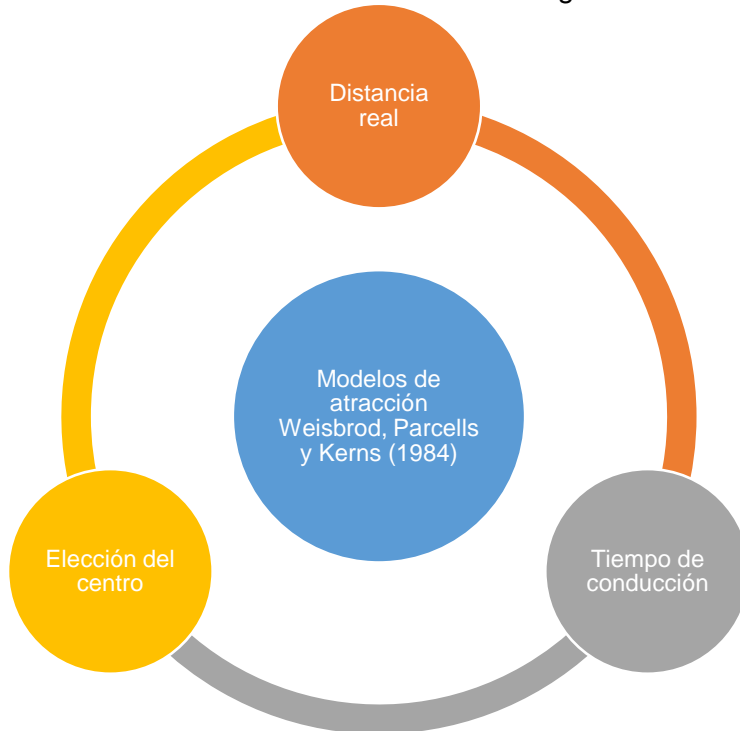 Distancia
real
Modelos de
atracción
Weisbrod, Parcells
y Kerns (1984)
Elección del
centro
Tiempo de
conducción